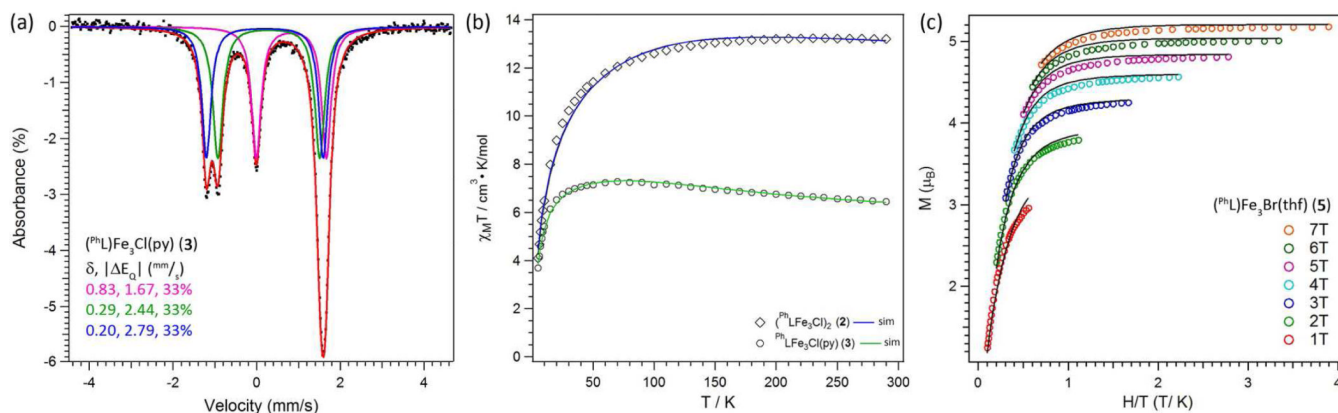 (a)
0
-1
-2
-3
-4
-5
-6
Absorbance (%)
(ᴾʰL)Fe₃Cl(py) (3)
δ, |ΔE_Q| (ᵐᵐ/ₛ)
0.83, 1.67, 33%
0.29, 2.44, 33%
0.20, 2.79, 33%
-4 -2 0 2 4
Velocity (mm/s)
(b)
14
12
10
8
6
4
2
0
χ_MT / cm³• K/mol
(ᴾʰLFe₃Cl)₂ (2) sim
ᴾʰLFe₃Cl(py) (3) sim
50 100 150 200 250 300
T / K
(c)
5
4
3
2
M (μ_B)
(ᴾʰL)Fe₃Br(thf) (5)
7T
6T
5T
4T
3T
2T
1T
0 1 2 3 4
H/T (T/ K)